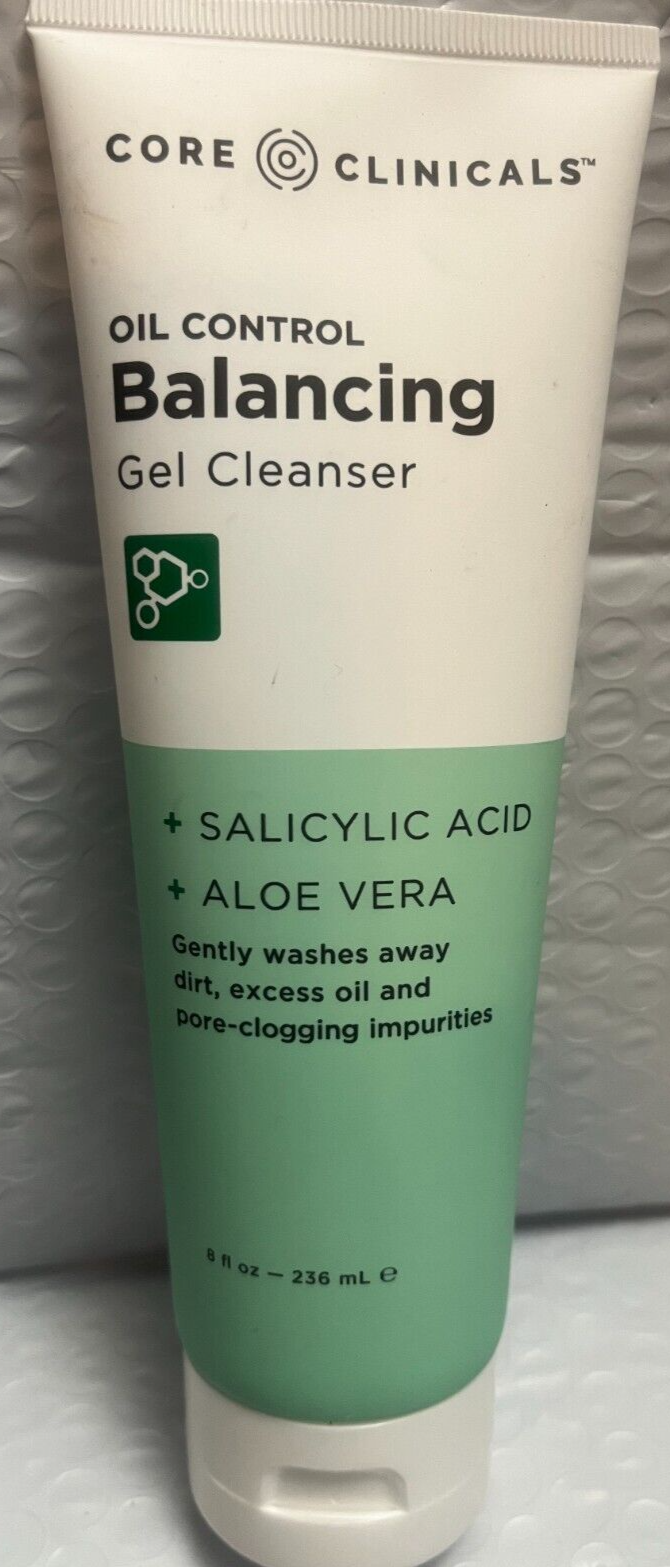 CORE CLINICALS™
OIL CONTROL
Balancing
Gel Cleanser
+ SALICYLIC ACID
+ ALOE VERA
Gently washes away
dirt, excess oil and
pore-clogging impurities
8 fl oz — 236 mL ℮